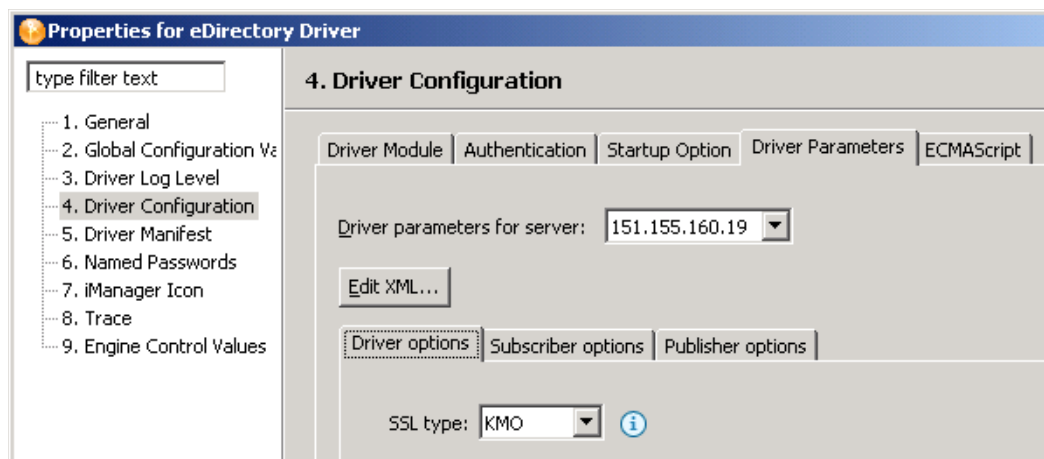 Properties for eDirectory Driver
type filter text
4. Driver Configuration
1. General
2. Global Configuration Va
3. Driver Log Level
4. Driver Configuration
5. Driver Manifest
6. Named Passwords
7. iManager Icon
8. Trace
9. Engine Control Values
Driver Module Authentication Startup Option Driver Parameters ECMAScript
Driver parameters for server: 151.155.160.19
Edit XML...
Driver options Subscriber options Publisher options
SSL type: KMO